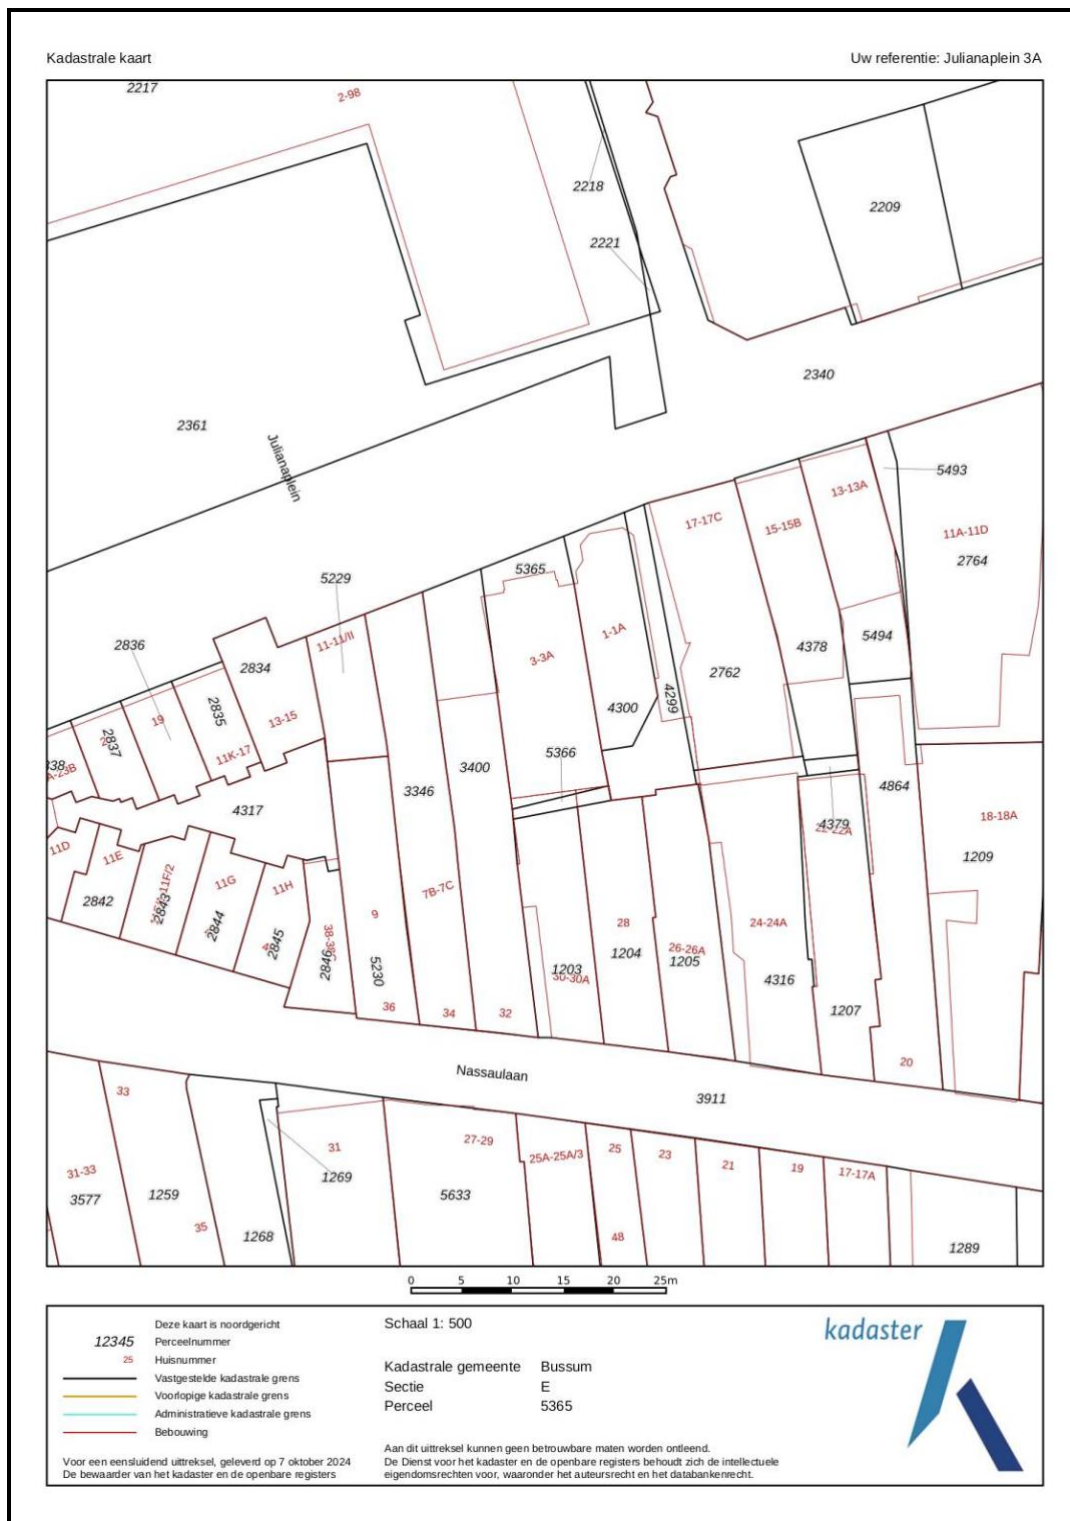 Kadastrale kaart
Uw referentie: Julianaplein 3A
2217
2-98
2218
2209
2221
2340
2361
Julianaplein
5493
13-13A
17-17C
15-15B
11A-11D
2764
5365
5229
1-1A
5494
2836
11-11/II
4378
3-3A
2834
2762
2835
4299
4300
19
13-15
2837
11K-17
5366
3400
3346
4864
4317
4379
18-18A
11D
11E
1209
11G
11H
7B-7C
2842
2843
9
28
24-24A
2844
2845
38-38C
2846
26-26A
1204
1205
5230
1203
30-30A
4316
36
34
32
1207
20
Nassaulaan
3911
33
31
27-29
25A-25A/3
25
23
21
19
17-17A
31-33
1269
3577
1259
5633
35
1268
48
1289
0 5 10 15 20 25m
Deze kaart is noordgericht
12345 Perceelnummer
25 Huisnummer
Vastgestelde kadastrale grens
Voorlopige kadastrale grens
Administratieve kadastrale grens
Bebouwing
Voor een eensluidend uittreksel, geleverd op 7 oktober 2024
De bewaarder van het kadaster en de openbare registers
Schaal 1: 500
Kadastrale gemeente Bussum
Sectie E
Perceel 5365
Aan dit uittreksel kunnen geen betrouwbare maten worden ontleend.
De Dienst voor het kadaster en de openbare registers behoudt zich de intellectuele
eigendomsrechten voor, waaronder het auteursrecht en het databankenrecht.
kadaster